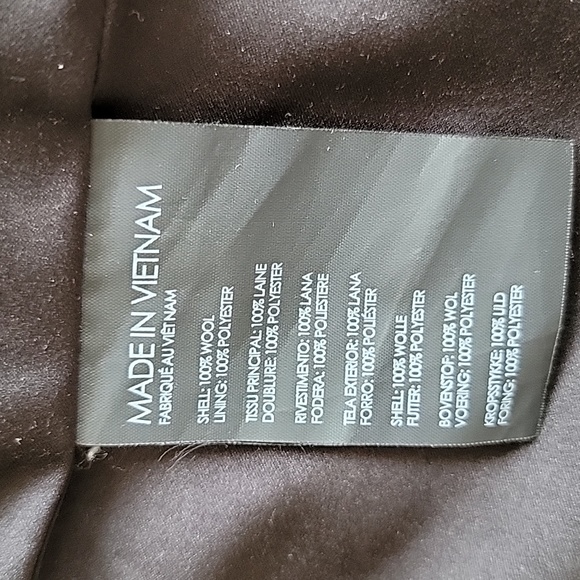 MADE IN VIETNAM
FABRIQUÉ AU VIÊTNAM
SHELL: 100% WOOL
LINING: 100% POLYESTER
TISSU PRINCIPAL: 100% LAINE
DOUBLURE: 100% POLYESTER
RIVESTIMENTO: 100% LANA
FODERA: 100% POLIESTERE
TELA EXTERIOR: 100% LANA
FORRO: 100% POLIÉSTER
SHELL: 100% WOLLE
FUTTER: 100% POLYESTER
BOVENSTOF: 100% WOL
VOERING: 100% POLYESTER
KROPSSTYKKE: 100% ULD
FORING: 100% POLYESTER